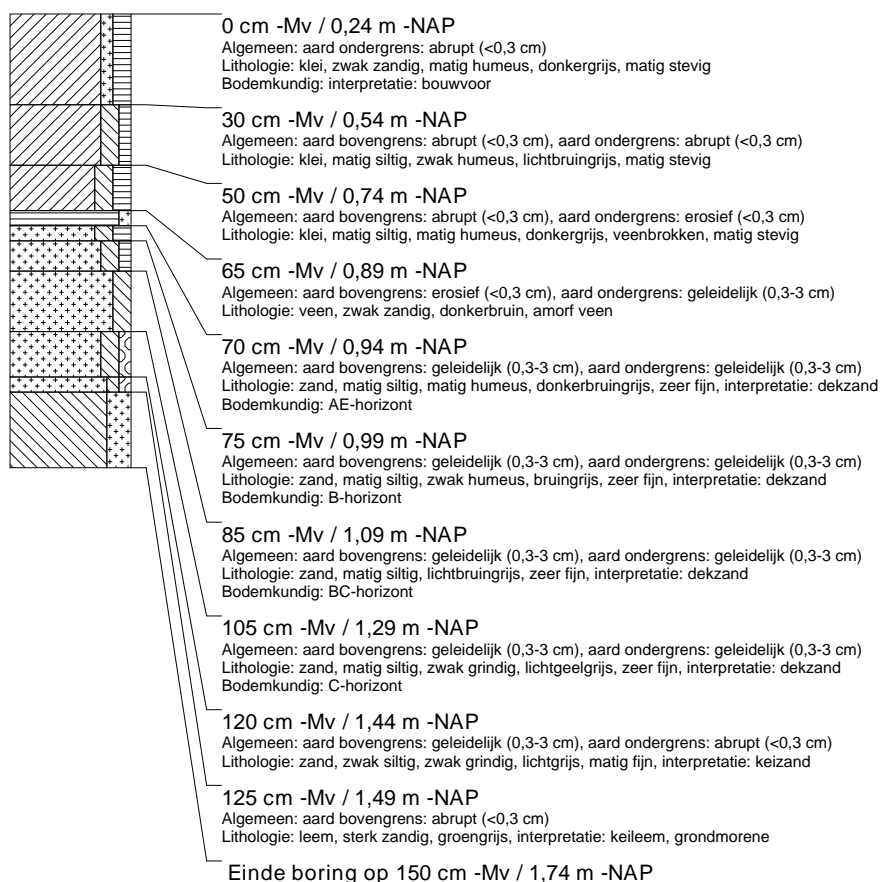 0 cm -Mv / 0,24 m -NAP
Algemeen: aard ondergrens: abrupt (<0,3 cm)
Lithologie: klei, zwak zandig, matig humeus, donkergrijs, matig stevig
Bodemkundig: interpretatie: bouwvoor
30 cm -Mv / 0,54 m -NAP
Algemeen: aard bovengrens: abrupt (<0,3 cm), aard ondergrens: abrupt (<0,3 cm)
Lithologie: klei, matig siltig, zwak humeus, lichtbruingrijs, matig stevig
50 cm -Mv / 0,74 m -NAP
Algemeen: aard bovengrens: abrupt (<0,3 cm), aard ondergrens: erosief (<0,3 cm)
Lithologie: klei, matig siltig, matig humeus, donkergrijs, veenbrokken, matig stevig
65 cm -Mv / 0,89 m -NAP
Algemeen: aard bovengrens: erosief (<0,3 cm), aard ondergrens: geleidelijk (0,3-3 cm)
Lithologie: veen, zwak zandig, donkerbruin, amorf veen
70 cm -Mv / 0,94 m -NAP
Algemeen: aard bovengrens: geleidelijk (0,3-3 cm), aard ondergrens: geleidelijk (0,3-3 cm)
Lithologie: zand, matig siltig, matig humeus, donkerbruingrijs, zeer fijn, interpretatie: dekzand
Bodemkundig: AE-horizont
75 cm -Mv / 0,99 m -NAP
Algemeen: aard bovengrens: geleidelijk (0,3-3 cm), aard ondergrens: geleidelijk (0,3-3 cm)
Lithologie: zand, matig siltig, zwak humeus, bruingrijs, zeer fijn, interpretatie: dekzand
Bodemkundig: B-horizont
85 cm -Mv / 1,09 m -NAP
Algemeen: aard bovengrens: geleidelijk (0,3-3 cm), aard ondergrens: geleidelijk (0,3-3 cm)
Lithologie: zand, matig siltig, lichtbruingrijs, zeer fijn, interpretatie: dekzand
Bodemkundig: BC-horizont
105 cm -Mv / 1,29 m -NAP
Algemeen: aard bovengrens: geleidelijk (0,3-3 cm), aard ondergrens: geleidelijk (0,3-3 cm)
Lithologie: zand, matig siltig, zwak grindig, lichtgeelgrijs, zeer fijn, interpretatie: dekzand
Bodemkundig: C-horizont
120 cm -Mv / 1,44 m -NAP
Algemeen: aard bovengrens: geleidelijk (0,3-3 cm), aard ondergrens: abrupt (<0,3 cm)
Lithologie: zand, zwak siltig, zwak grindig, lichtgrijs, matig fijn, interpretatie: keizand
125 cm -Mv / 1,49 m -NAP
Algemeen: aard bovengrens: abrupt (<0,3 cm)
Lithologie: leem, sterk zandig, groengrijs, interpretatie: keileem, grondmorene
Einde boring op 150 cm -Mv / 1,74 m -NAP